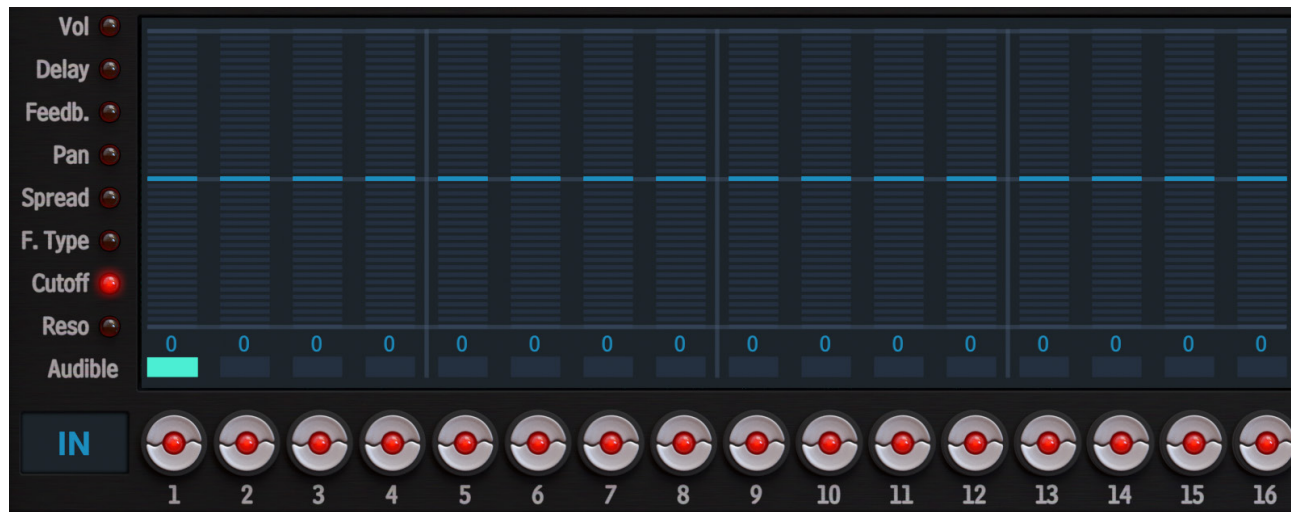 Vol
Delay
Feedb.
Pan
Spread
F. Type
Cutoff
Reso
0 0 0 0 0 0 0 0 0 0 0 0 0 0 0 0
Audible
IN
1 2 3 4 5 6 7 8 9 10 11 12 13 14 15 16